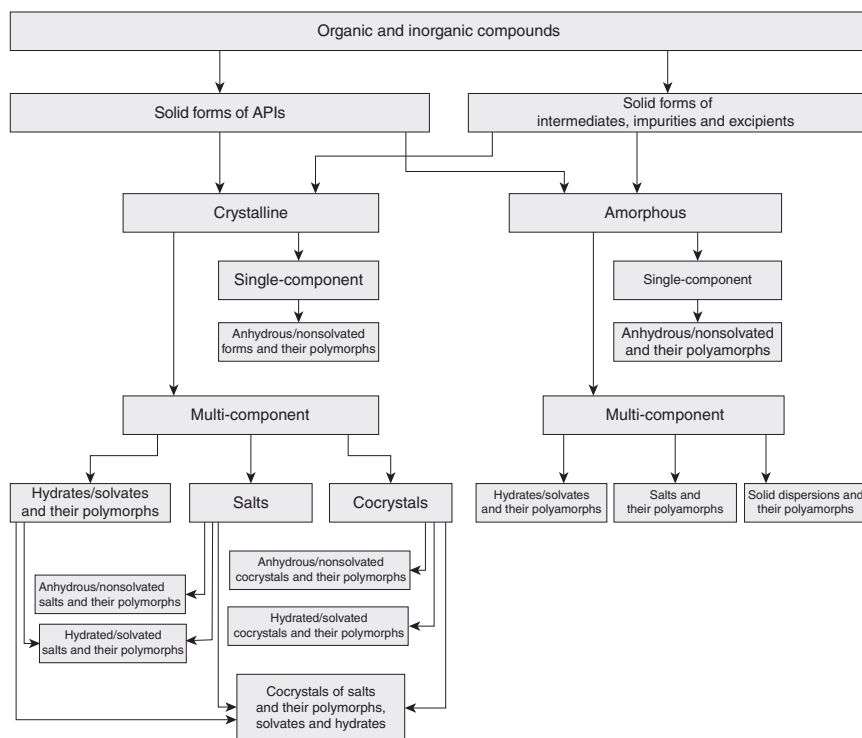 Organic and inorganic compounds
Solid forms of APIs
Solid forms of
intermediates, impurities and excipients
Crystalline
Amorphous
Single-component
Single-component
Anhydrous/nonsolvated
forms and their polymorphs
Anhydrous/nonsolvated
and their polyamorphs
Multi-component
Multi-component
Hydrates/solvates
and their polymorphs
Salts
Cocrystals
Hydrates/solvates
and their polyamorphs
Salts and
their polyamorphs
Solid dispersions and
their polyamorphs
Anhydrous/nonsolvated
salts and their polymorphs
Anhydrous/nonsolvated
cocrystals and their polymorphs
Hydrated/solvated
salts and their polymorphs
Hydrated/solvated
cocrystals and their polymorphs
Cocrystals of salts
and their polymorphs,
solvates and hydrates